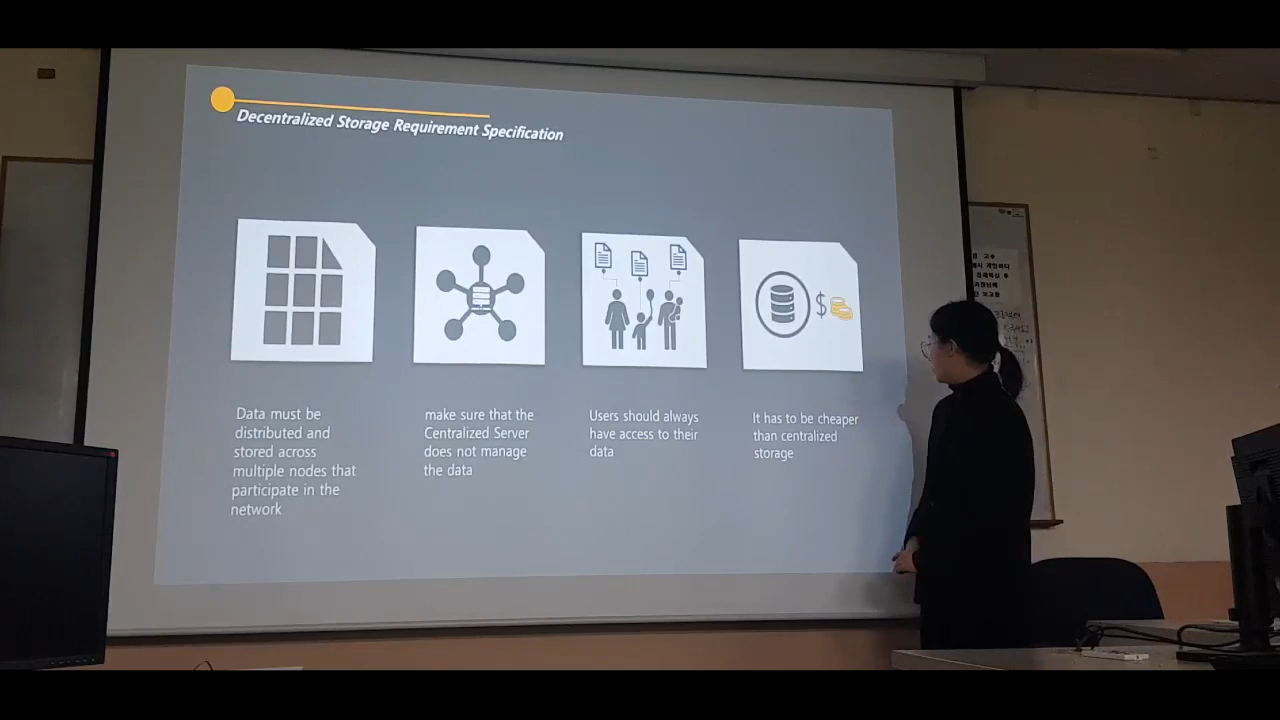 Decentralized Storage Requirement Specification
$
Data must be
distributed and
stored across
multiple nodes that
participate in the
network
make sure that the
Centralized Server
does not manage
the data
Users should always
have access to their
data
It has to be cheaper
than centralized
storage